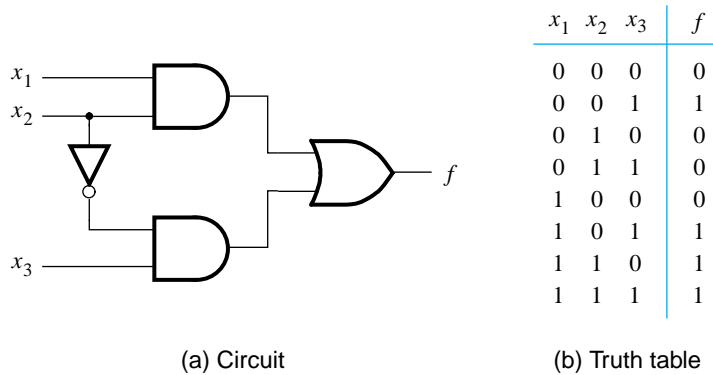 x1 x2 x3 f
x1
x2
x3
f
0 0 0 0
0 0 1 1
0 1 0 0
0 1 1 0
1 0 0 0
1 0 1 1
1 1 0 1
1 1 1 1
(a) Circuit
(b) Truth table